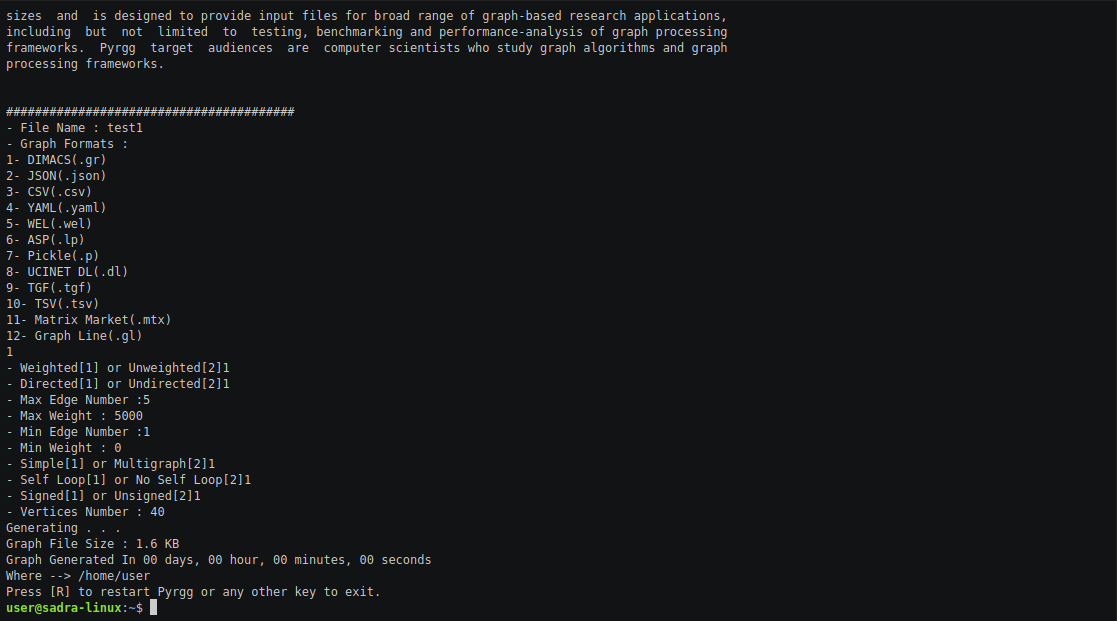 sizes  and  is designed to provide input files for broad range of graph-based research applications,
including  but  not  limited  to  testing, benchmarking and performance-analysis of graph processing
frameworks.  Pyrgg  target  audiences  are  computer scientists who study graph algorithms and graph
processing frameworks.
########################################
- File Name : test1
- Graph Formats :
1- DIMACS(.gr)
2- JSON(.json)
3- CSV(.csv)
4- YAML(.yaml)
5- WEL(.wel)
6- ASP(.lp)
7- Pickle(.p)
8- UCINET DL(.dl)
9- TGF(.tgf)
10- TSV(.tsv)
11- Matrix Market(.mtx)
12- Graph Line(.gl)
1
- Weighted[1] or Unweighted[2]1
- Directed[1] or Undirected[2]1
- Max Edge Number :5
- Max Weight : 5000
- Min Edge Number :1
- Min Weight : 0
- Simple[1] or Multigraph[2]1
- Self Loop[1] or No Self Loop[2]1
- Signed[1] or Unsigned[2]1
- Vertices Number : 40
Generating . . .
Graph File Size : 1.6 KB
Graph Generated In 00 days, 00 hour, 00 minutes, 00 seconds
Where --> /home/user
Press [R] to restart Pyrgg or any other key to exit.
user@sadra-linux:~$